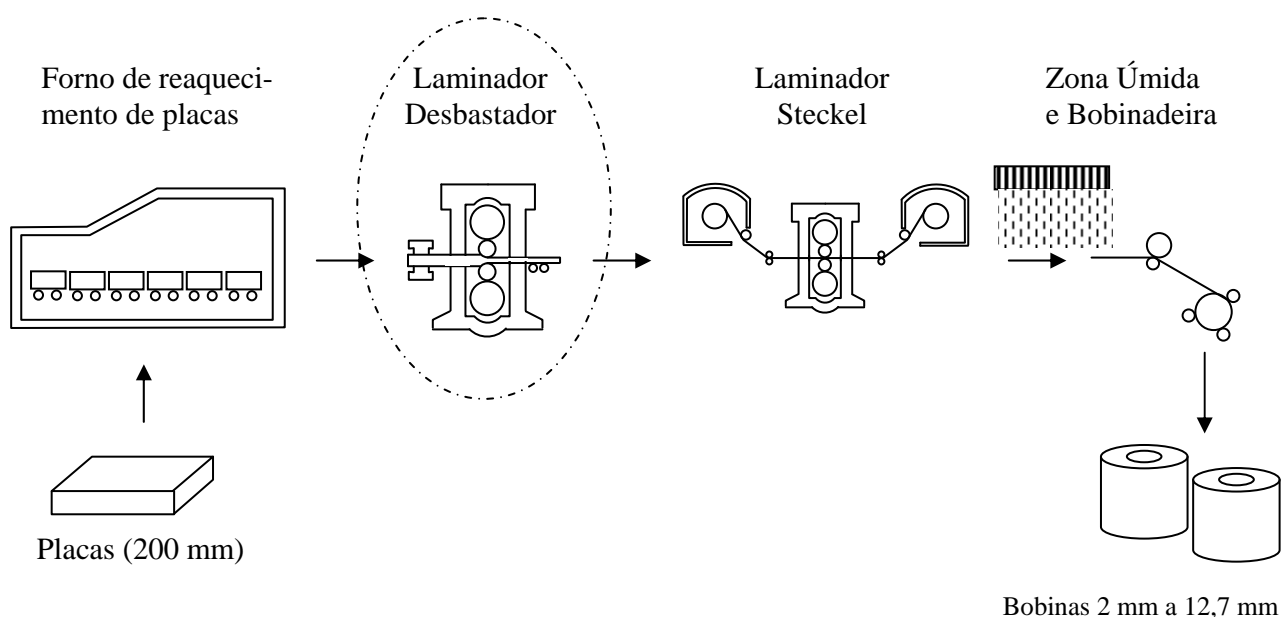 Forno de reaqueci-
mento de placas
Laminador
Desbastador
Laminador
Steckel
Zona Úmida
e Bobinadeira
Placas (200 mm)
Bobinas 2 mm a 12,7 mm